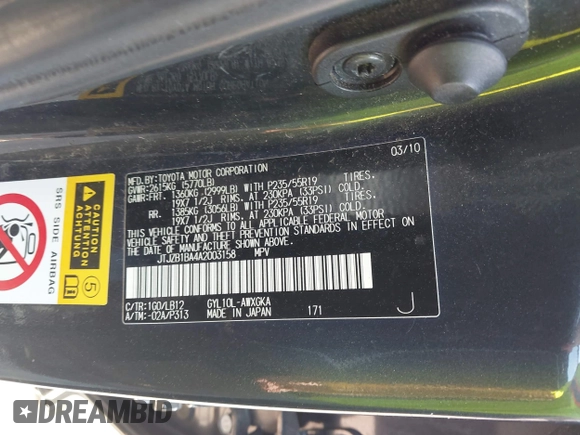 MFD. BY:TOYOTA MOTOR CORPORATION 03/10
GVWR: 2615KG (5770LB)
GAWR:FRT. 1360KG (2999LB) WITH P235/55R19 TIRES.
19X7 1/2J RIMS. AT 230KPA (33PSI) COLD.
RR. 1385KG (3056LB) WITH P235/55R19 TIRES.
19X7 1/2J RIMS. AT 230KPA (33PSI) COLD.
THIS VEHICLE CONFORMS TO ALL APPLICABLE FEDERAL MOTOR
VEHICLE SAFETY AND THEFT PREVENTION STANDARDS IN EFFECT ON
THE DATE OF MANUFACTURE SHOWN ABOVE.
JTJZB1BA4A2003158 MPV
C/TR:1G0/LB12 GYL10L-AWXGKA
A/TM:-02A/P313 MADE IN JAPAN 171 J
SRS SIDE AIRBAG
CAUTION
ATTENTION
ACHTUNG
5
DREAMBID